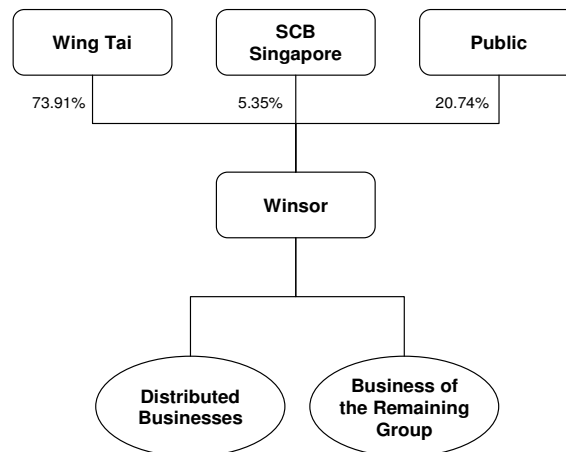 Wing Tai
SCB
Singapore
Public
73.91%
5.35%
20.74%
Winsor
Distributed
Businesses
Business of
the Remaining
Group